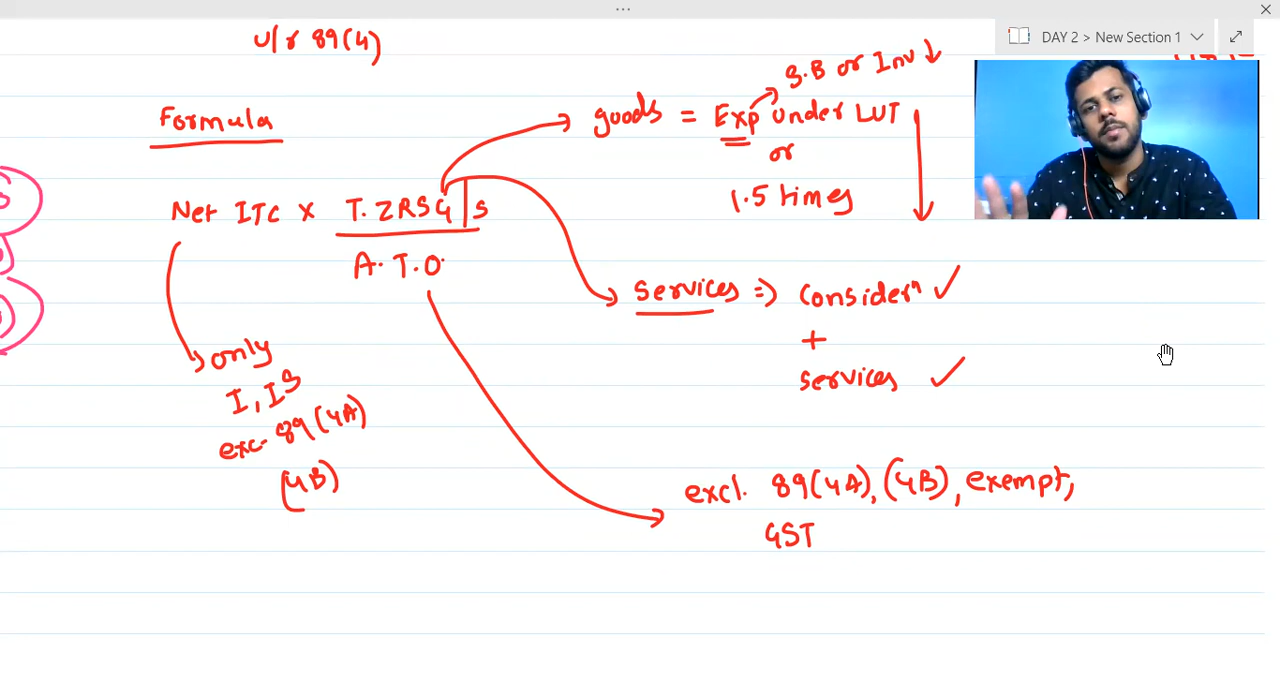 DAY 2 > New Section 1
u/r 89(4)
S.B or Inv ↓
Formula
goods = Exp under LUT
or
1.5 times
Net ITC x T. ZRSG|S
A.T.O.
Services => Consider^n ✓
+
services ✓
only
I, IS
exc. 89(4A)
(4B)
excl. 89(4A), (4B), exempt,
GST